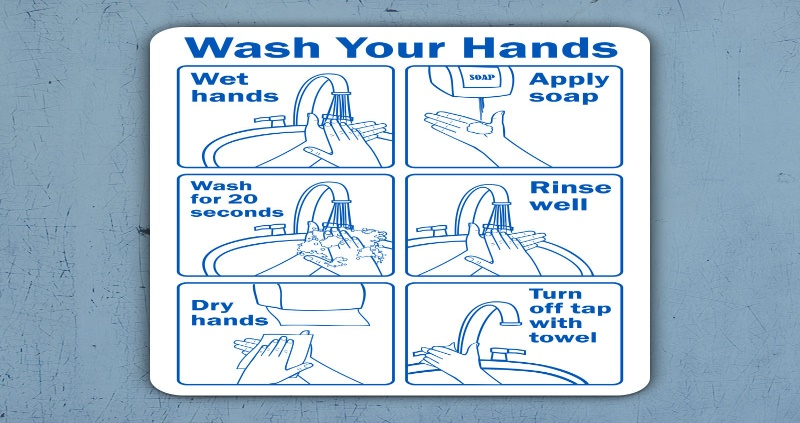 Wash Your Hands
Wet
hands
SOAP
Apply
soap
Wash
for 20
seconds
Rinse
well
Dry
hands
Turn
off tap
with
towel